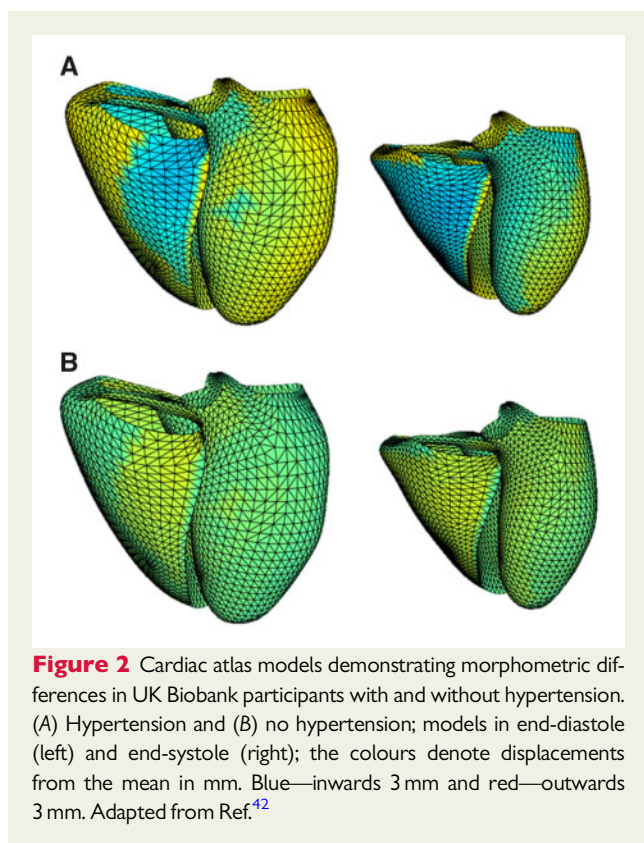 A
B
Figure 2 Cardiac atlas models demonstrating morphometric dif-
ferences in UK Biobank participants with and without hypertension.
(A) Hypertension and (B) no hypertension; models in end-diastole
(left) and end-systole (right); the colours denote displacements
from the mean in mm. Blue—inwards 3 mm and red—outwards
3 mm. Adapted from Ref.42